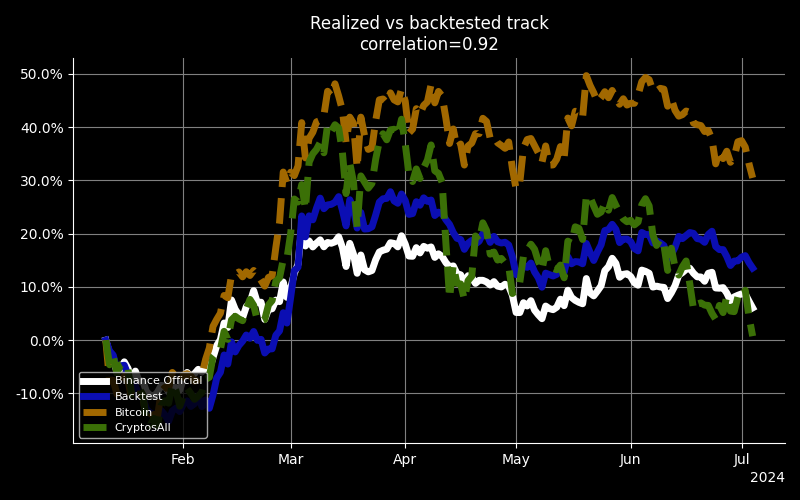 Realized vs backtested track
correlation=0.92
50.0%
40.0%
30.0%
20.0%
10.0%
0.0%
-10.0%
Binance Official
Backtest
Bitcoin
CryptosAll
Feb
Mar
Apr
May
Jun
Jul
2024